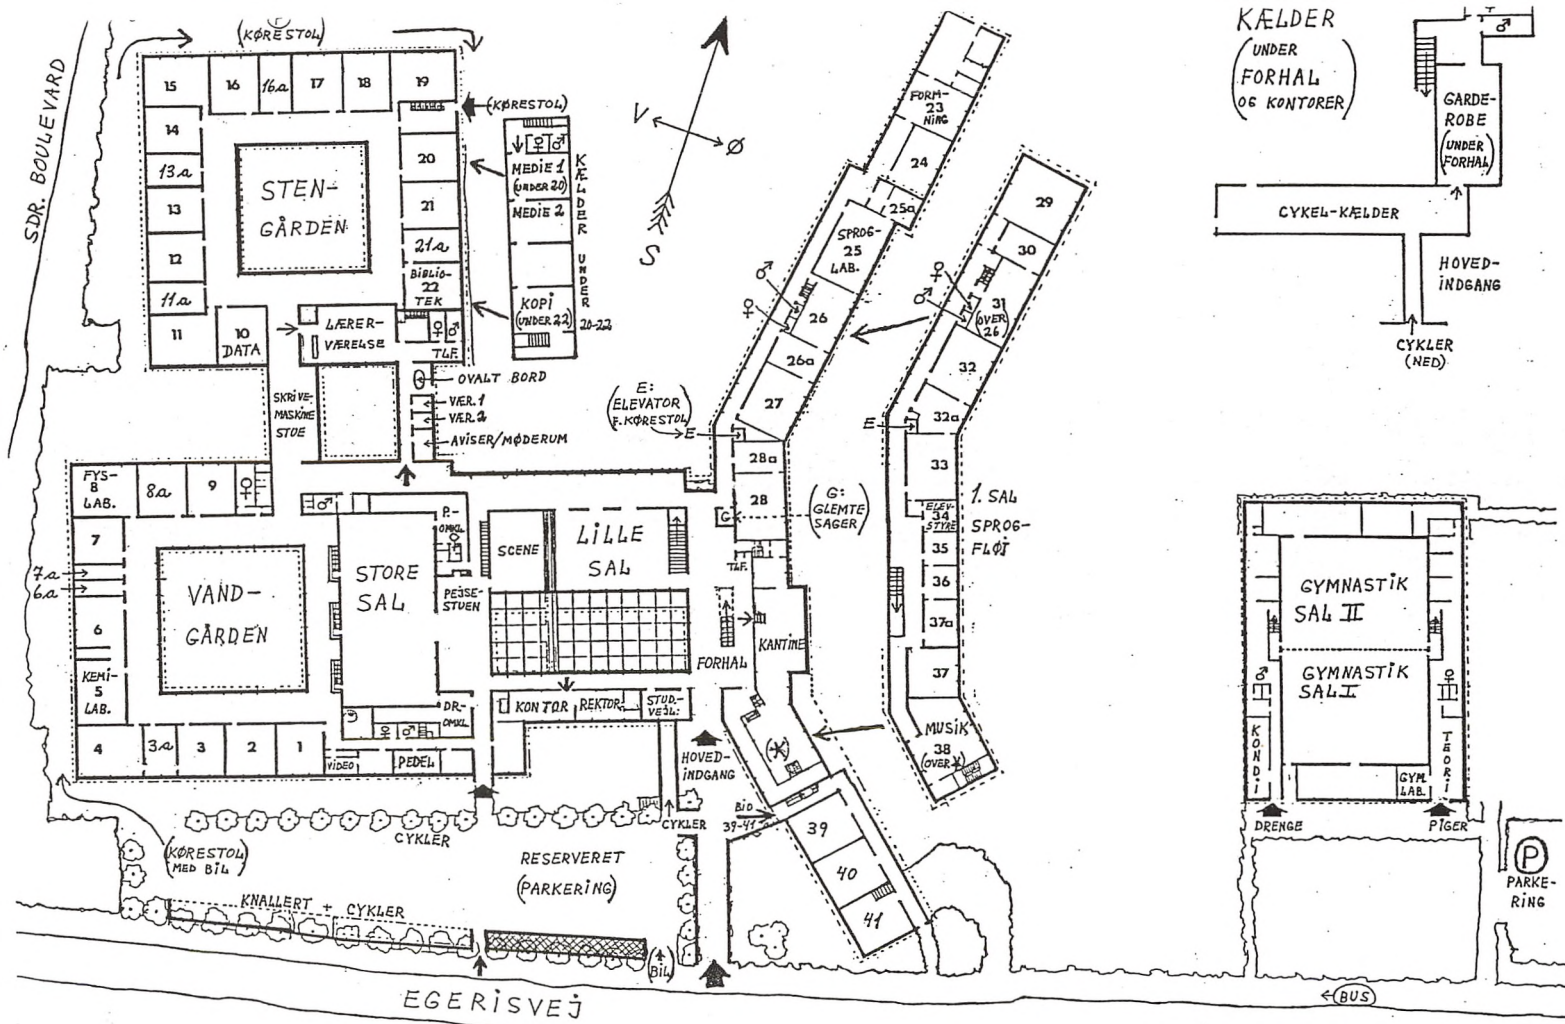 P
(KØRESTOL)
SDR. BOULEVARD
15
16
16a
17
18
19
(KØRESTOL)
14
13a
13
12
11a
11
10
DATA
STEN-
GÅRDEN
20
21
21a
BIBLIO-
22
TEK
♀ ♂
TLF.
LÆRER-
VÆRELSE
♀ ♂
MEDIE 1
(UNDER 20)
MEDIE 2
KOPI
(UNDER 22)
KÆLDER UNDER
20-22
V
Ø
S
SKRIVE-
MASKINE
STUE
OVALT BORD
VÆR. 1
VÆR. 2
AVISER/MØDERUM
FORM-
23
NING
24
25a
SPROG-
25
LAB.
♂
♀
26
26a
27
(E:
ELEVATOR
F. KØRESTOL)
E
28a
28
G
(G:
GLEMTE
SAGER)
TLF.
29
30
♀
♂
31
(OVER
26)
32
32a
E
33
ELEV-
34
STYRE
35
36
37a
37
MUSIK
38
(OVER *)
1. SAL
SPROG-
FLØJ
FYS-
8
LAB.
8a
9
♀
♂
7
7a
6a
6
KEMI-
5
LAB.
4
3a
3
2
1
VAND-
GÅRDEN
STORE
SAL
P.-
OMKL.
♀
PEJSE-
STUEN
SCENE
LILLE
SAL
DR.-
OMKL
♀ ♂
VIDEO
PEDEL
KONTOR
REKTOR
STUD.-
VEJL.
FORHAL
KANTINE
(*)
HOVED-
INDGANG
CYKLER
CYKLER
BIO
39-41
39
40
41
RESERVERET
(PARKERING)
(KØRESTOL
MED BIL)
KNALLERT + CYKLER
(BIL)
EGERISVEJ
BUS
KÆLDER
(UNDER
FORHAL
OG KONTORER)
♂
GARDE-
ROBE
(UNDER
FORHAL)
CYKEL-KÆLDER
HOVED-
INDGANG
CYKLER
(NED)
GYMNASTIK
SAL II
GYMNASTIK
SAL I
♂
♀
KOND.I
TEORI
GYM.
LAB.
DRENGE
PIGER
P
PARKE-
RING